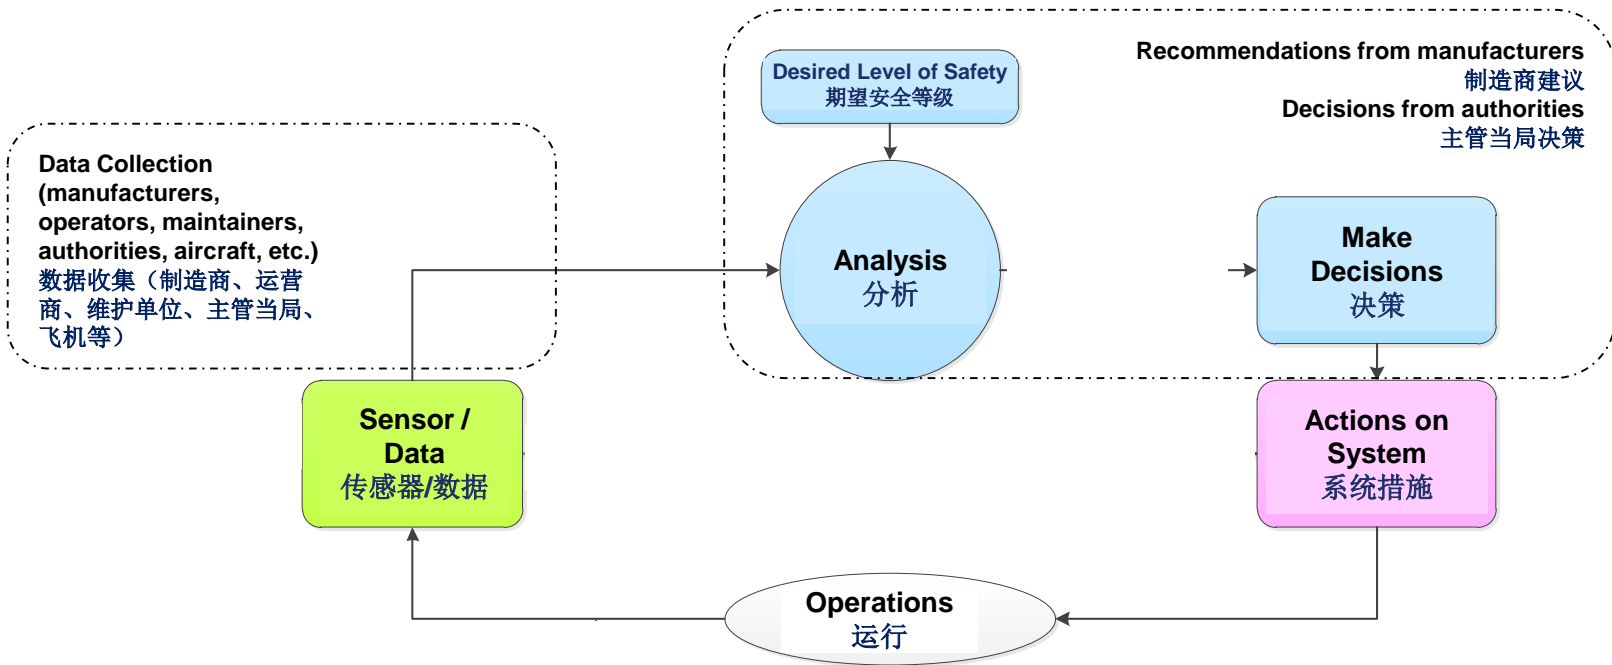 Desired Level of Safety
期望安全等级
Recommendations from manufacturers
制造商建议
Decisions from authorities
主管当局决策
Data Collection
(manufacturers,
operators, maintainers,
authorities, aircraft, etc.)
数据收集（制造商、运营
商、维护单位、主管当局、
飞机等）
Analysis
分析
Make
Decisions
决策
Sensor /
Data
传感器/数据
Actions on
System
系统措施
Operations
运行